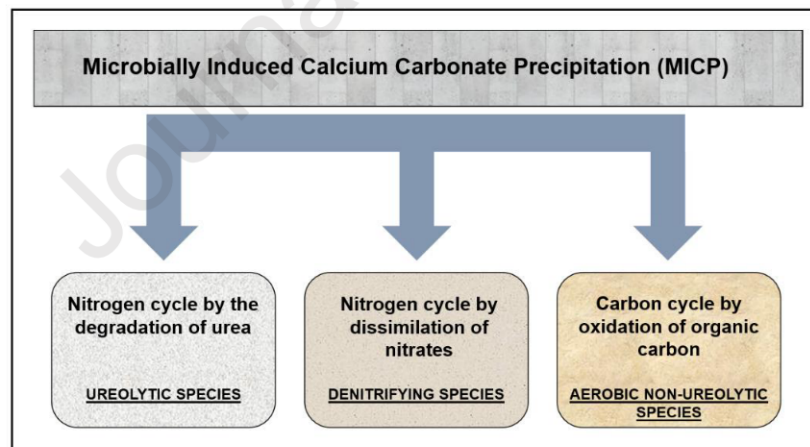 Journa
Microbially Induced Calcium Carbonate Precipitation (MICP)
Nitrogen cycle by the
degradation of urea
UREOLYTIC SPECIES
Nitrogen cycle by
dissimilation of
nitrates
DENITRIFYING SPECIES
Carbon cycle by
oxidation of organic
carbon
AEROBIC NON-UREOLYTIC
SPECIES